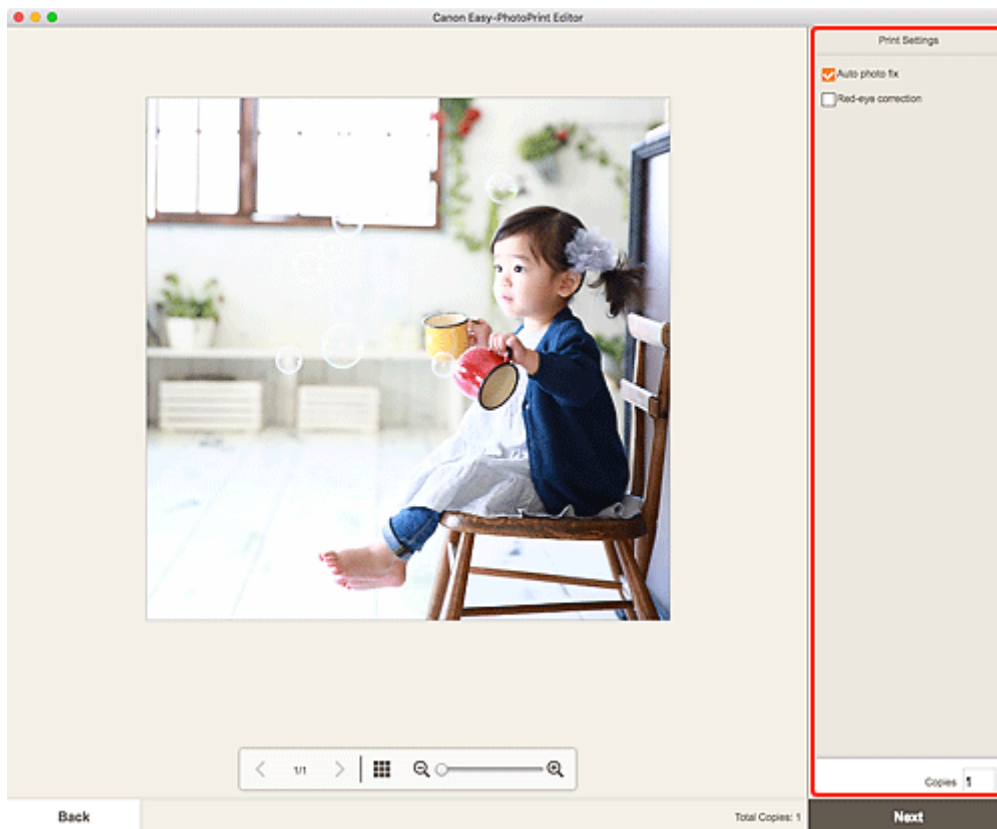 Canon Easy-PhotoPrint Editor
Print Settings
Auto photo fix
Red-eye correction
1/1
Copies 1
Back
Total Copies: 1
Next